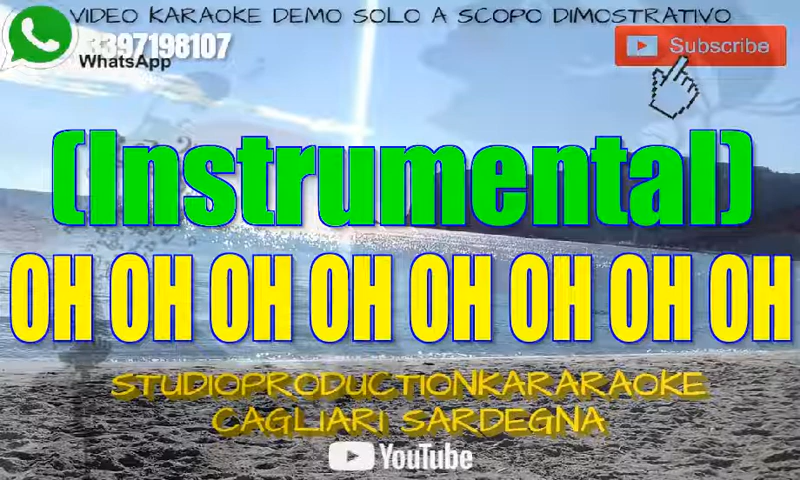 VIDEO KARAOKE DEMO SOLO A SCOPO DIMOSTRATIVO
3397198107
WhatsApp
Subscribe
(Instrumental)
OH OH OH OH OH OH OH OH
STUDIOPRODUCTIONKARARAOKE
CAGLIARI SARDEGNA
YouTube